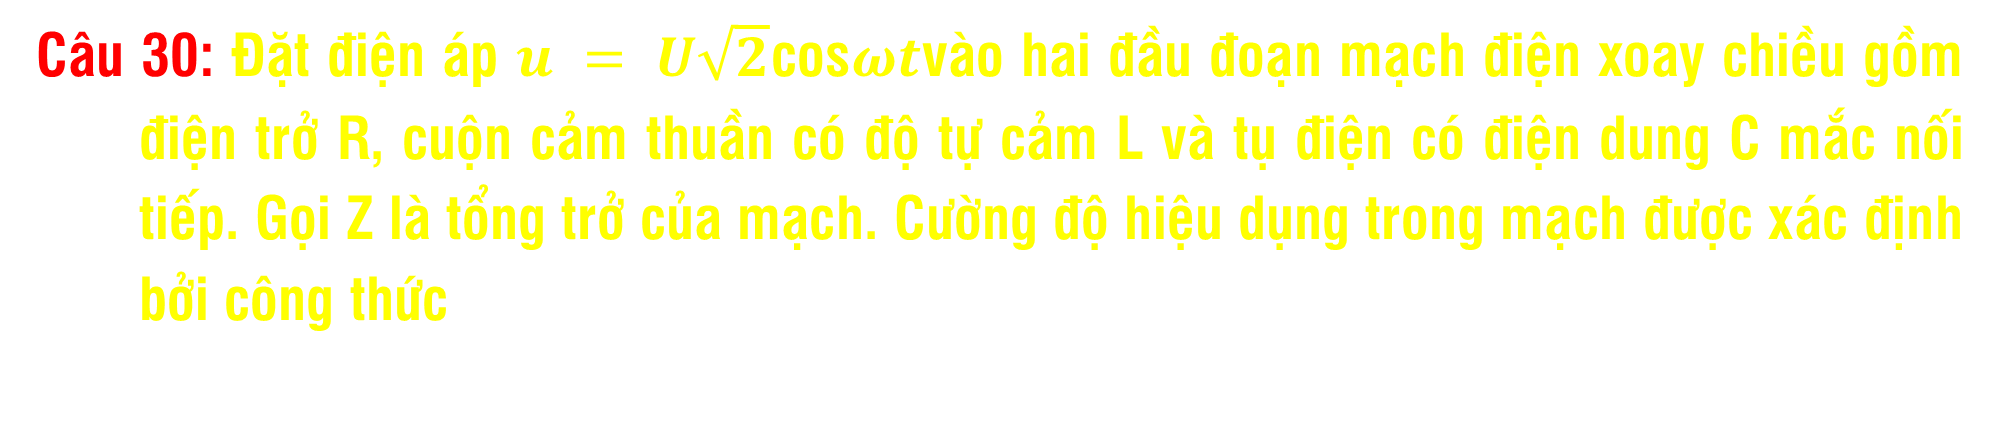 Câu 30: Đặt điện áp u = U√2cosωtvào hai đầu đoạn mạch điện xoay chiều gồm
điện trở R, cuộn cảm thuần có độ tự cảm L và tụ điện có điện dung C mắc nối
tiếp. Gọi Z là tổng trở của mạch. Cường độ hiệu dụng trong mạch được xác định
bởi công thức